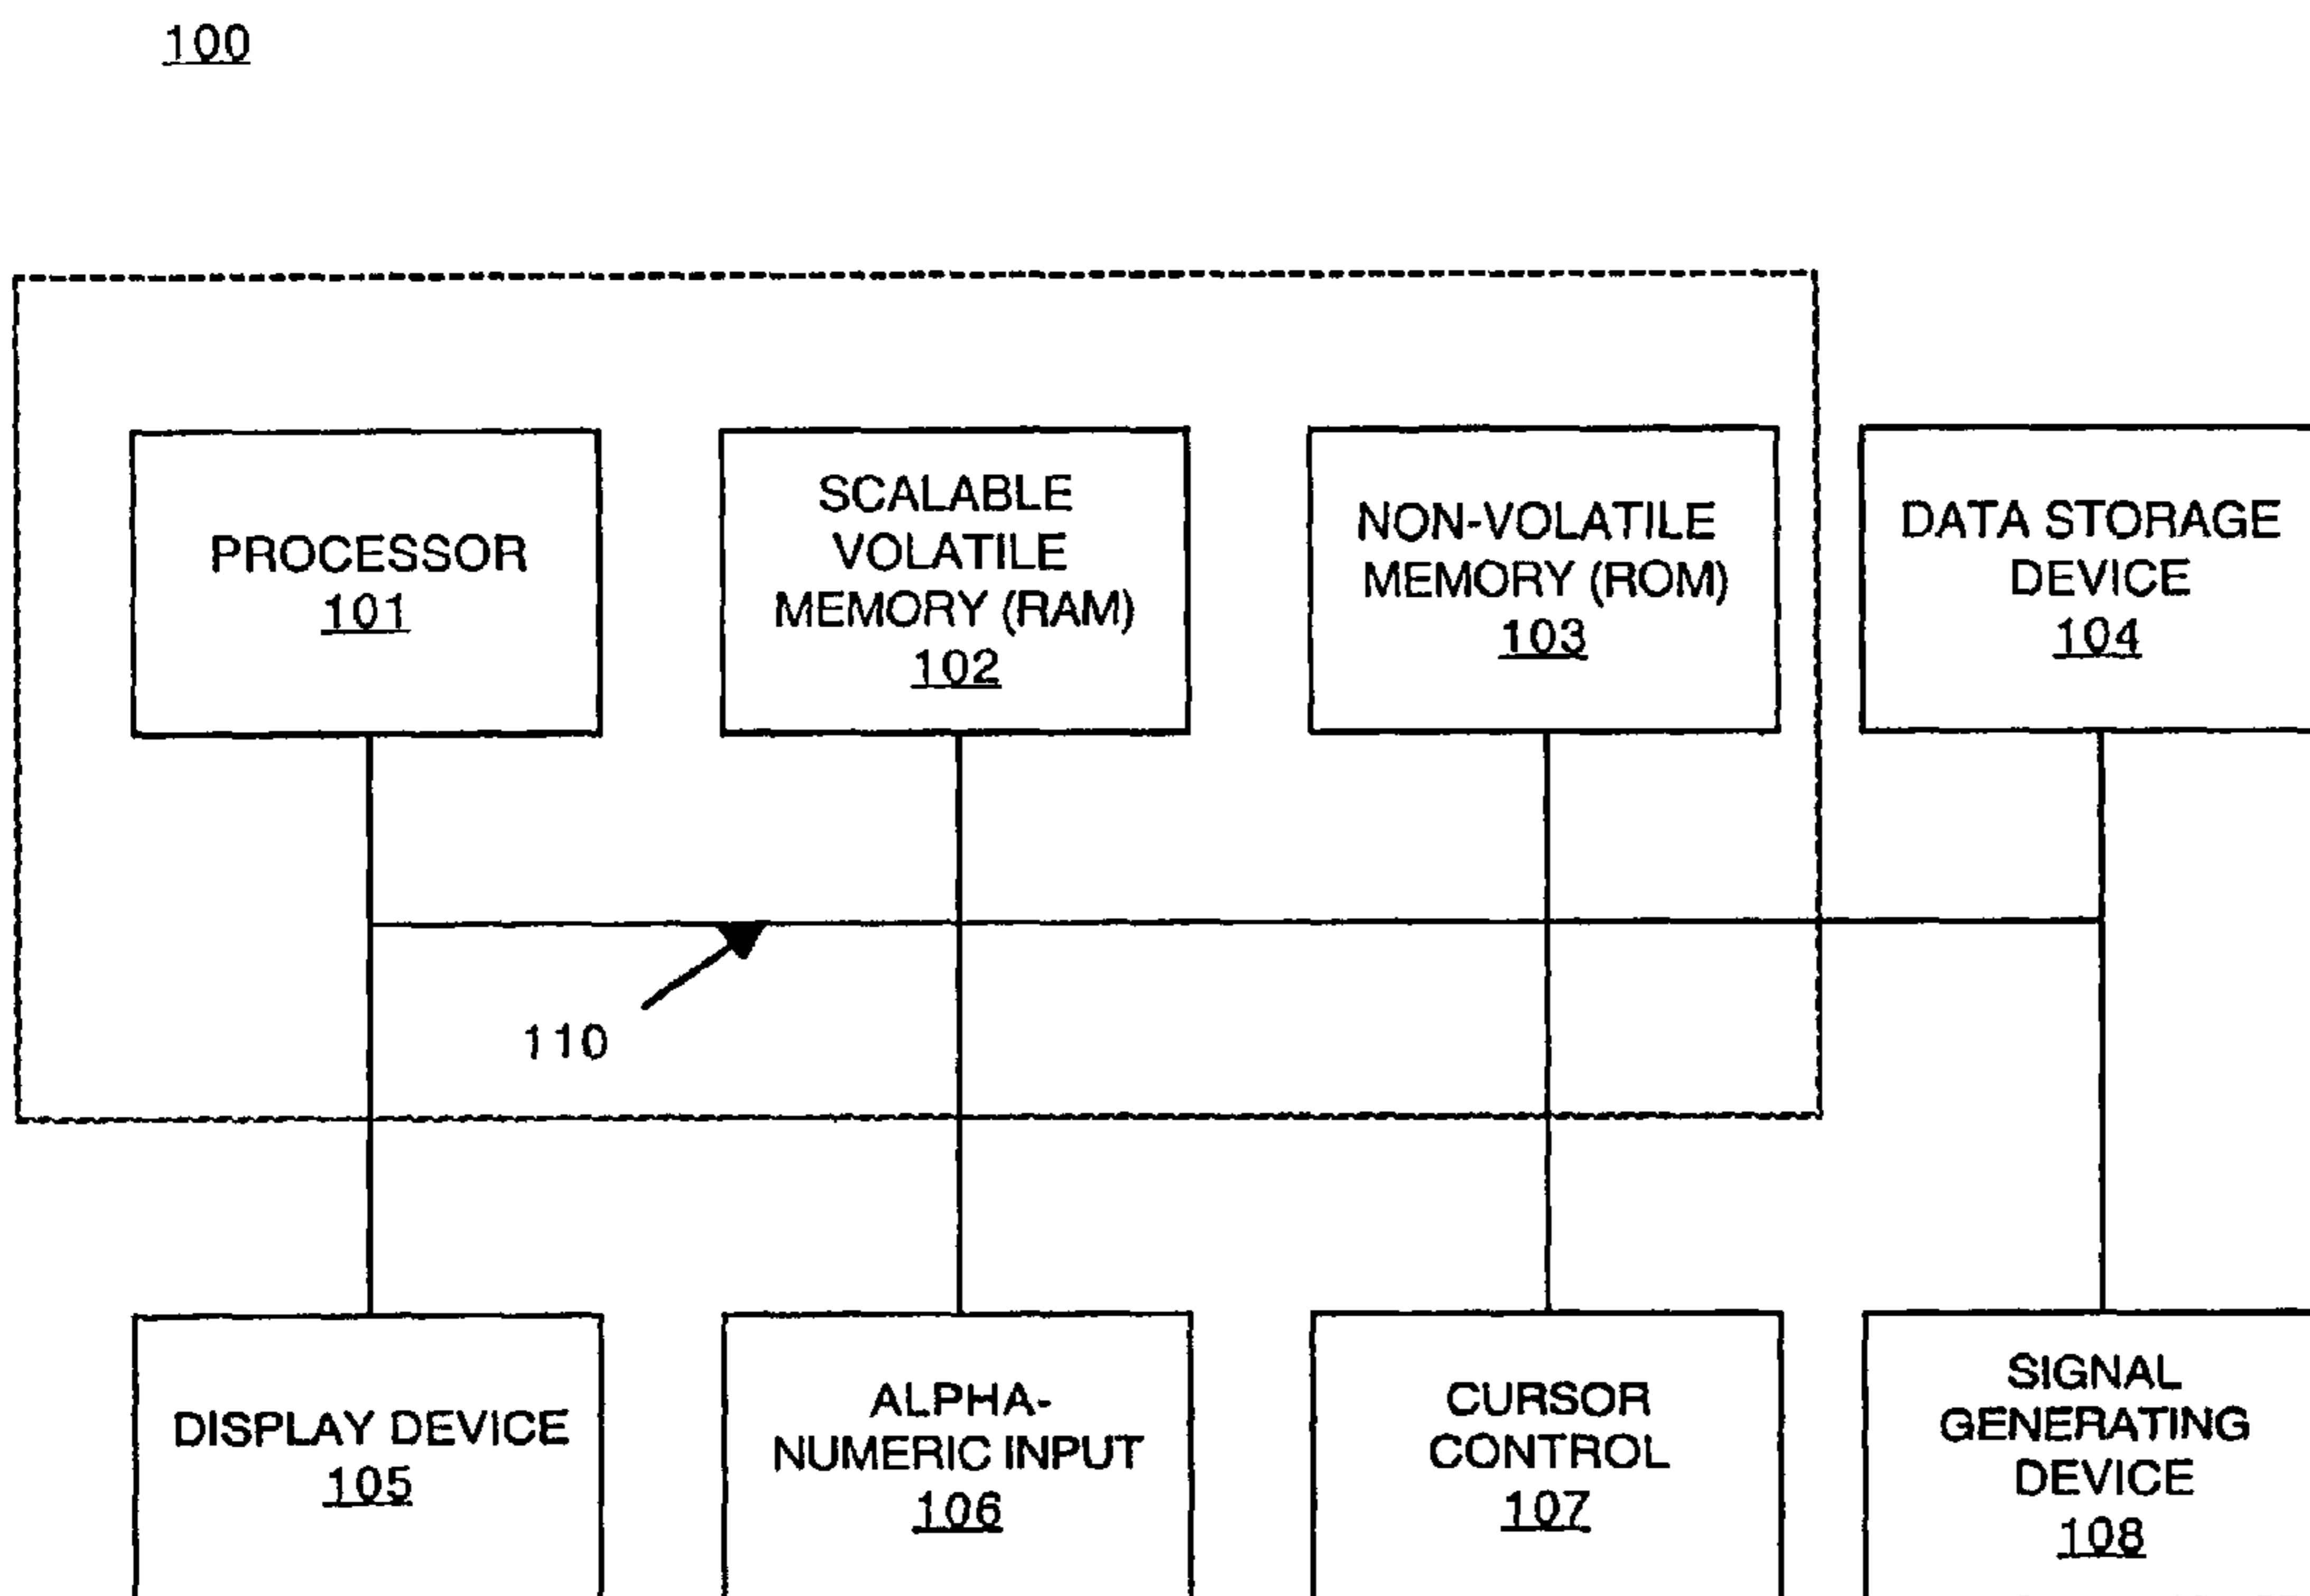 100
PROCESSOR
101
SCALABLE
VOLATILE
MEMORY (RAM)
102
NON-VOLATILE
MEMORY (ROM)
103
DATA STORAGE
DEVICE
104
110
DISPLAY DEVICE
105
ALPHA-
NUMERIC INPUT
106
CURSOR
CONTROL
107
SIGNAL
GENERATING
DEVICE
108